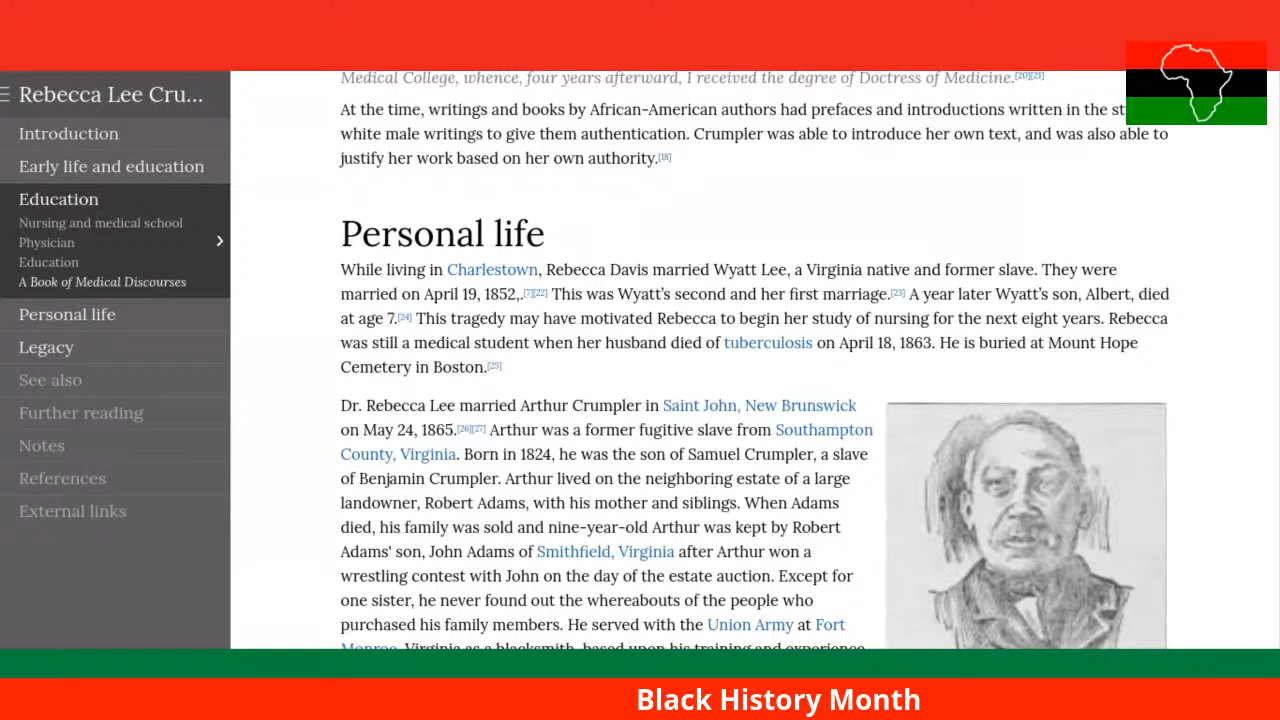 Rebecca Lee Cru...
Introduction
Early life and education
Education
Nursing and medical school
Physician
Education
A Book of Medical Discourses
Personal life
Legacy
See also
Further reading
Notes
References
External links
Medical College, whence, four years afterward, I received the degree of Doctress of Medicine.[20][21]
At the time, writings and books by African-American authors had prefaces and introductions written in the
white male writings to give them authentication. Crumpler was able to introduce her own text, and was also able to
justify her work based on her own authority.[18]
Personal life
While living in Charlestown, Rebecca Davis married Wyatt Lee, a Virginia native and former slave. They were
married on April 19, 1852,.[7][22] This was Wyatt's second and her first marriage.[23] A year later Wyatt's son, Albert, died
at age 7.[24] This tragedy may have motivated Rebecca to begin her study of nursing for the next eight years. Rebecca
was still a medical student when her husband died of tuberculosis on April 18, 1863. He is buried at Mount Hope
Cemetery in Boston.[25]
Dr. Rebecca Lee married Arthur Crumpler in Saint John, New Brunswick
on May 24, 1865.[26][27] Arthur was a former fugitive slave from Southampton
County, Virginia. Born in 1824, he was the son of Samuel Crumpler, a slave
of Benjamin Crumpler. Arthur lived on the neighboring estate of a large
landowner, Robert Adams, with his mother and siblings. When Adams
died, his family was sold and nine-year-old Arthur was kept by Robert
Adams' son, John Adams of Smithfield, Virginia after Arthur won a
wrestling contest with John on the day of the estate auction. Except for
one sister, he never found out the whereabouts of the people who
purchased his family members. He served with the Union Army at Fort
Monroe, Virginia as a blacksmith, based upon his training and experience
Black History Month